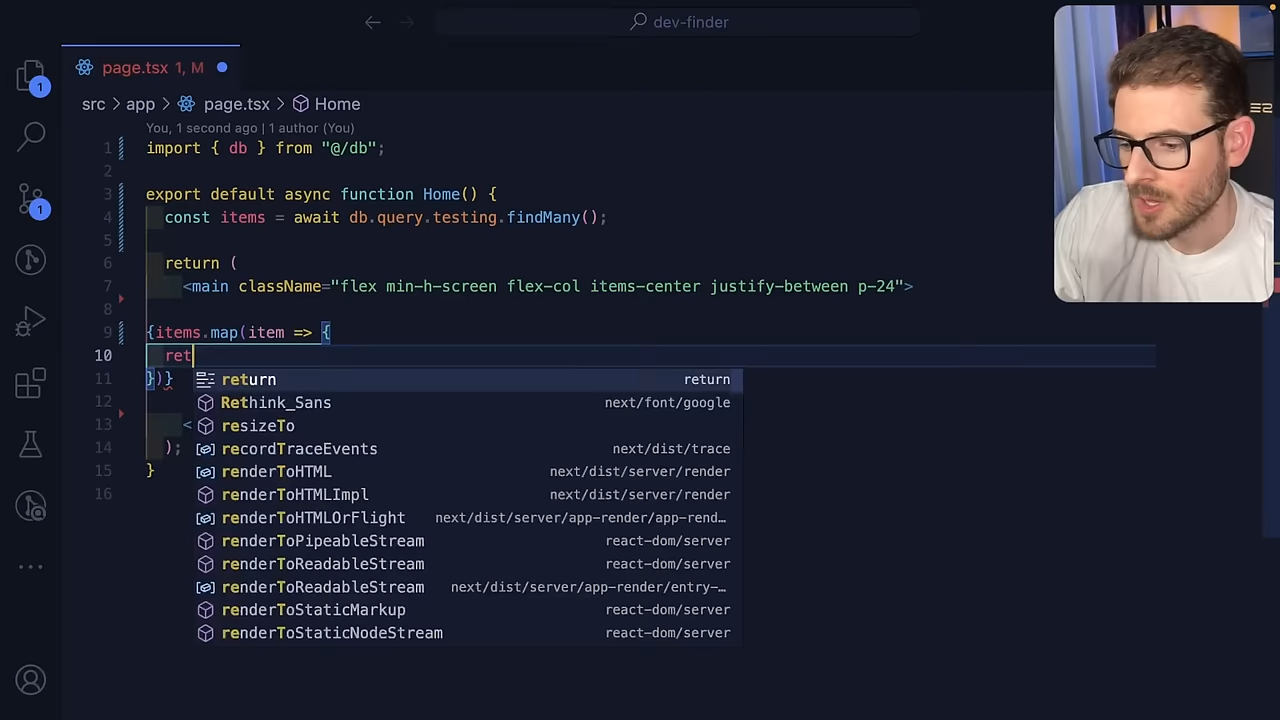 dev-finder
1
page.tsx 1, M
src > app > page.tsx > Home
You, 1 second ago | 1 author (You)
1 import { db } from "@/db";
2
3 export default async function Home() {
4 const items = await db.query.testing.findMany();
5
6 return (
7 <main className="flex min-h-screen flex-col items-center justify-between p-24">
8
9 {items.map(item => {
10 ret
11 })}
12
13 <
14 );
15 }
16
return return
Rethink_Sans next/font/google
resizeTo
recordTraceEvents next/dist/trace
renderToHTML next/dist/server/render
renderToHTMLImpl next/dist/server/render
renderToHTMLOrFlight next/dist/server/app-render/app-rend…
renderToPipeableStream react-dom/server
renderToReadableStream react-dom/server
renderToReadableStream next/dist/server/app-render/entry-…
renderToStaticMarkup react-dom/server
renderToStaticNodeStream react-dom/server
1